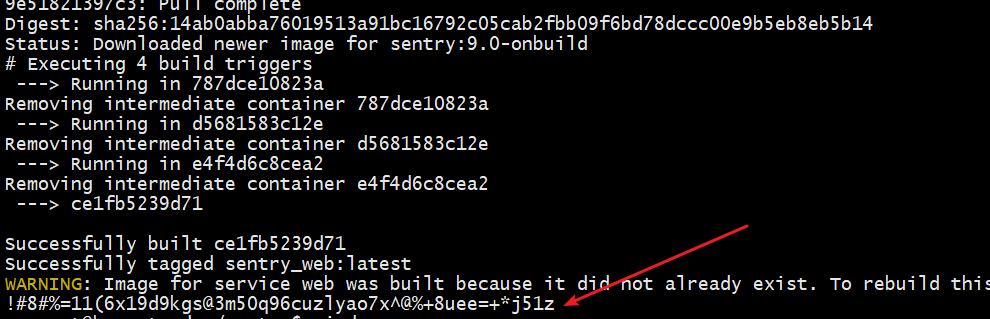 9e51821397c3: Pull complete
Digest: sha256:14ab0abba76019513a91bc16792c05cab2fbb09f6bd78dccc00e9b5eb8eb5b14
Status: Downloaded newer image for sentry:9.0-onbuild
# Executing 4 build triggers
 ---> Running in 787dce10823a
Removing intermediate container 787dce10823a
 ---> Running in d5681583c12e
Removing intermediate container d5681583c12e
 ---> Running in e4f4d6c8cea2
Removing intermediate container e4f4d6c8cea2
 ---> ce1fb5239d71
Successfully built ce1fb5239d71
Successfully tagged sentry_web:latest
WARNING: Image for service web was built because it did not already exist. To rebuild this
!#8#%=11(6x19d9kgs@3m50q96cuzlyao7x^@%+8uee=+*j51z